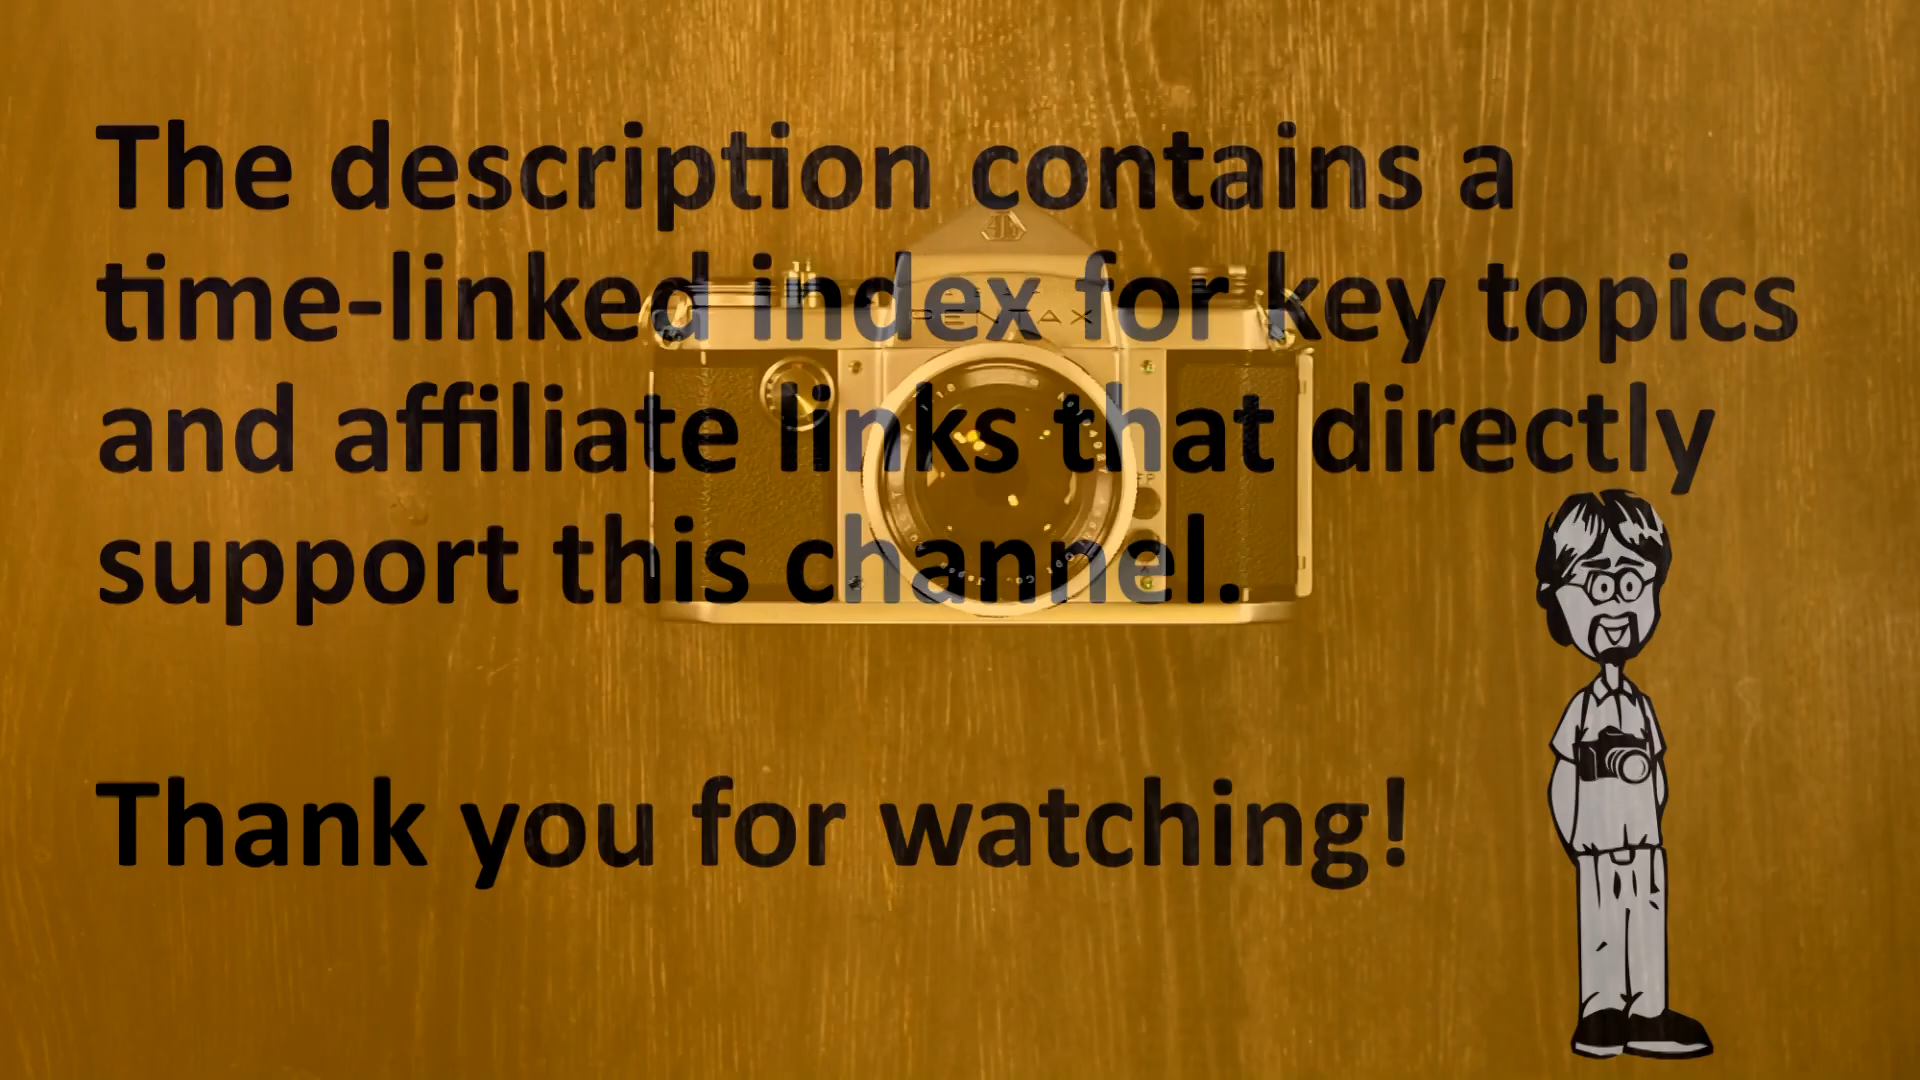 The description contains a
time-linked index for key topics
and affiliate links that directly
support this channel.
Thank you for watching!
PENTAX